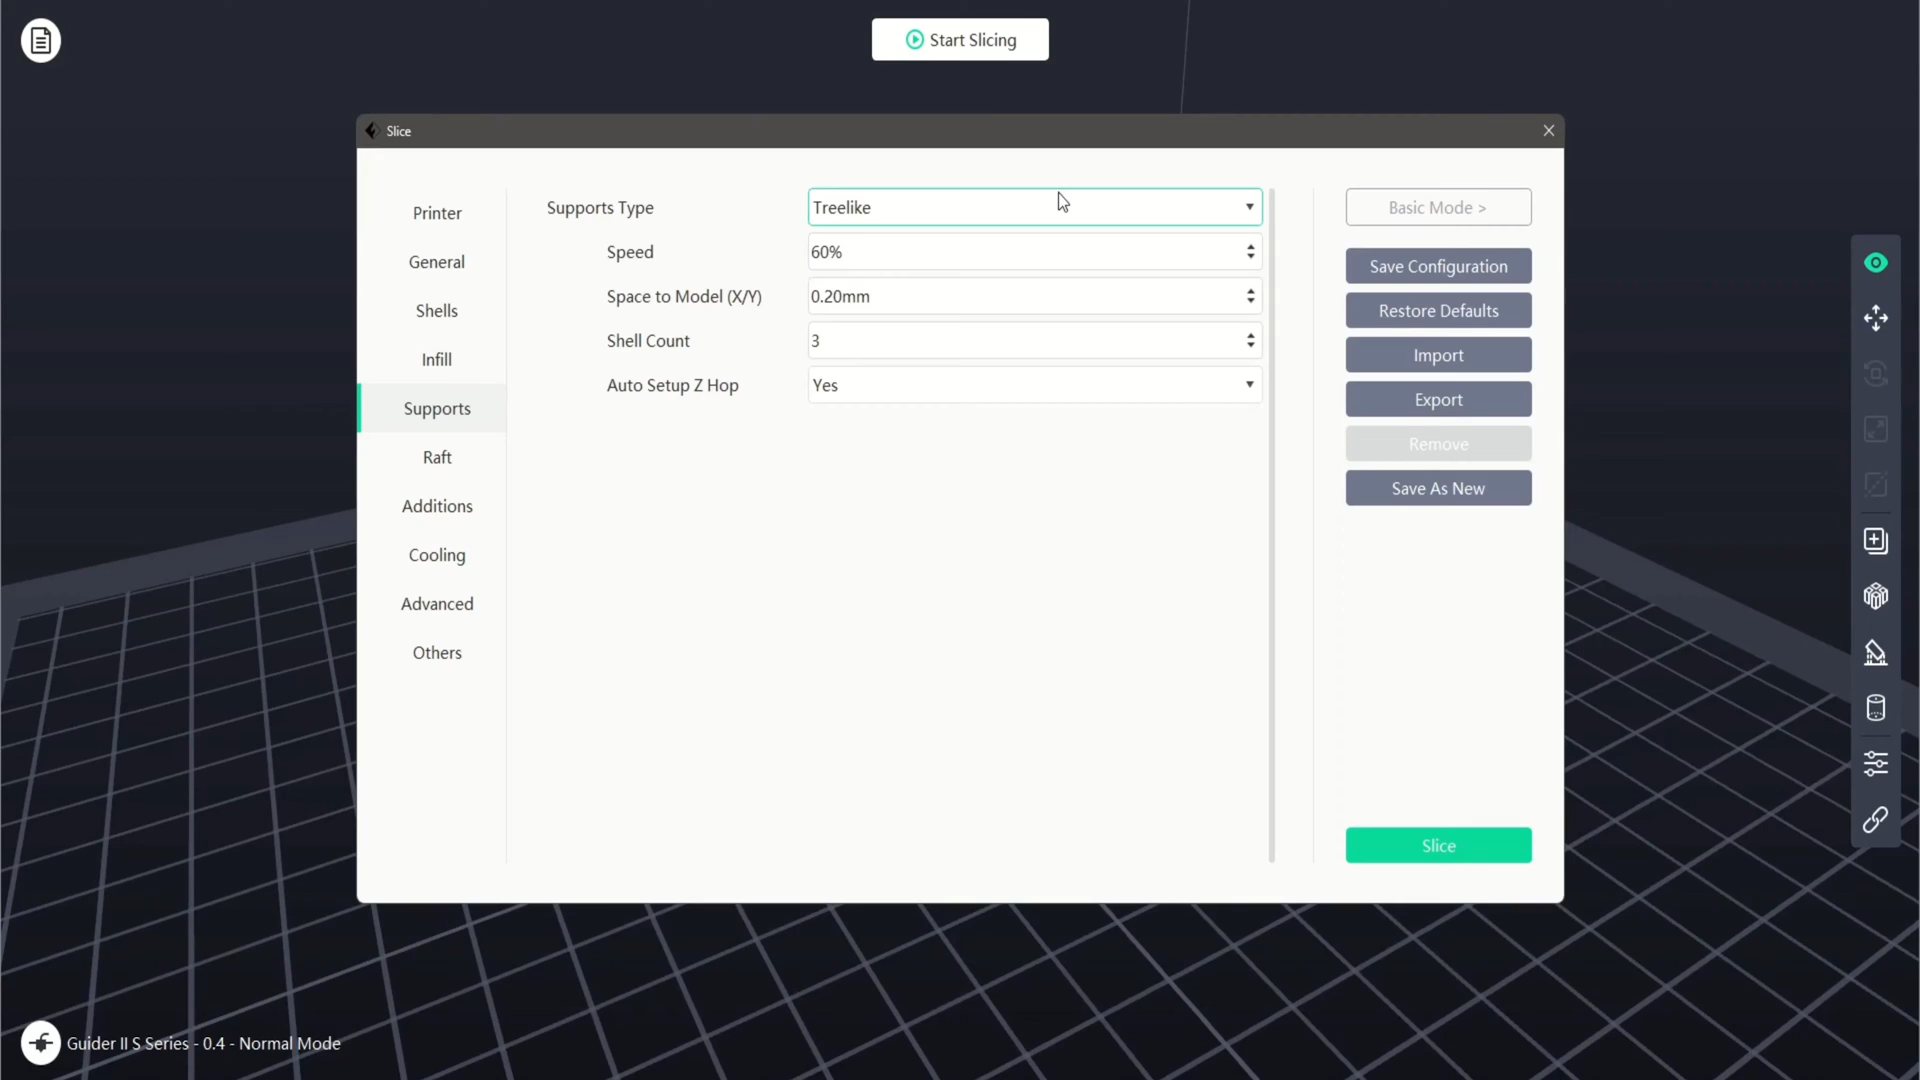 Start Slicing
Slice
Printer
General
Shells
Infill
Supports
Raft
Additions
Cooling
Advanced
Others
Supports Type
Treelike
Speed
60%
Space to Model (X/Y)
0.20mm
Shell Count
3
Auto Setup Z Hop
Yes
Basic Mode >
Save Configuration
Restore Defaults
Import
Export
Remove
Save As New
Slice
Guider II S Series - 0.4 - Normal Mode